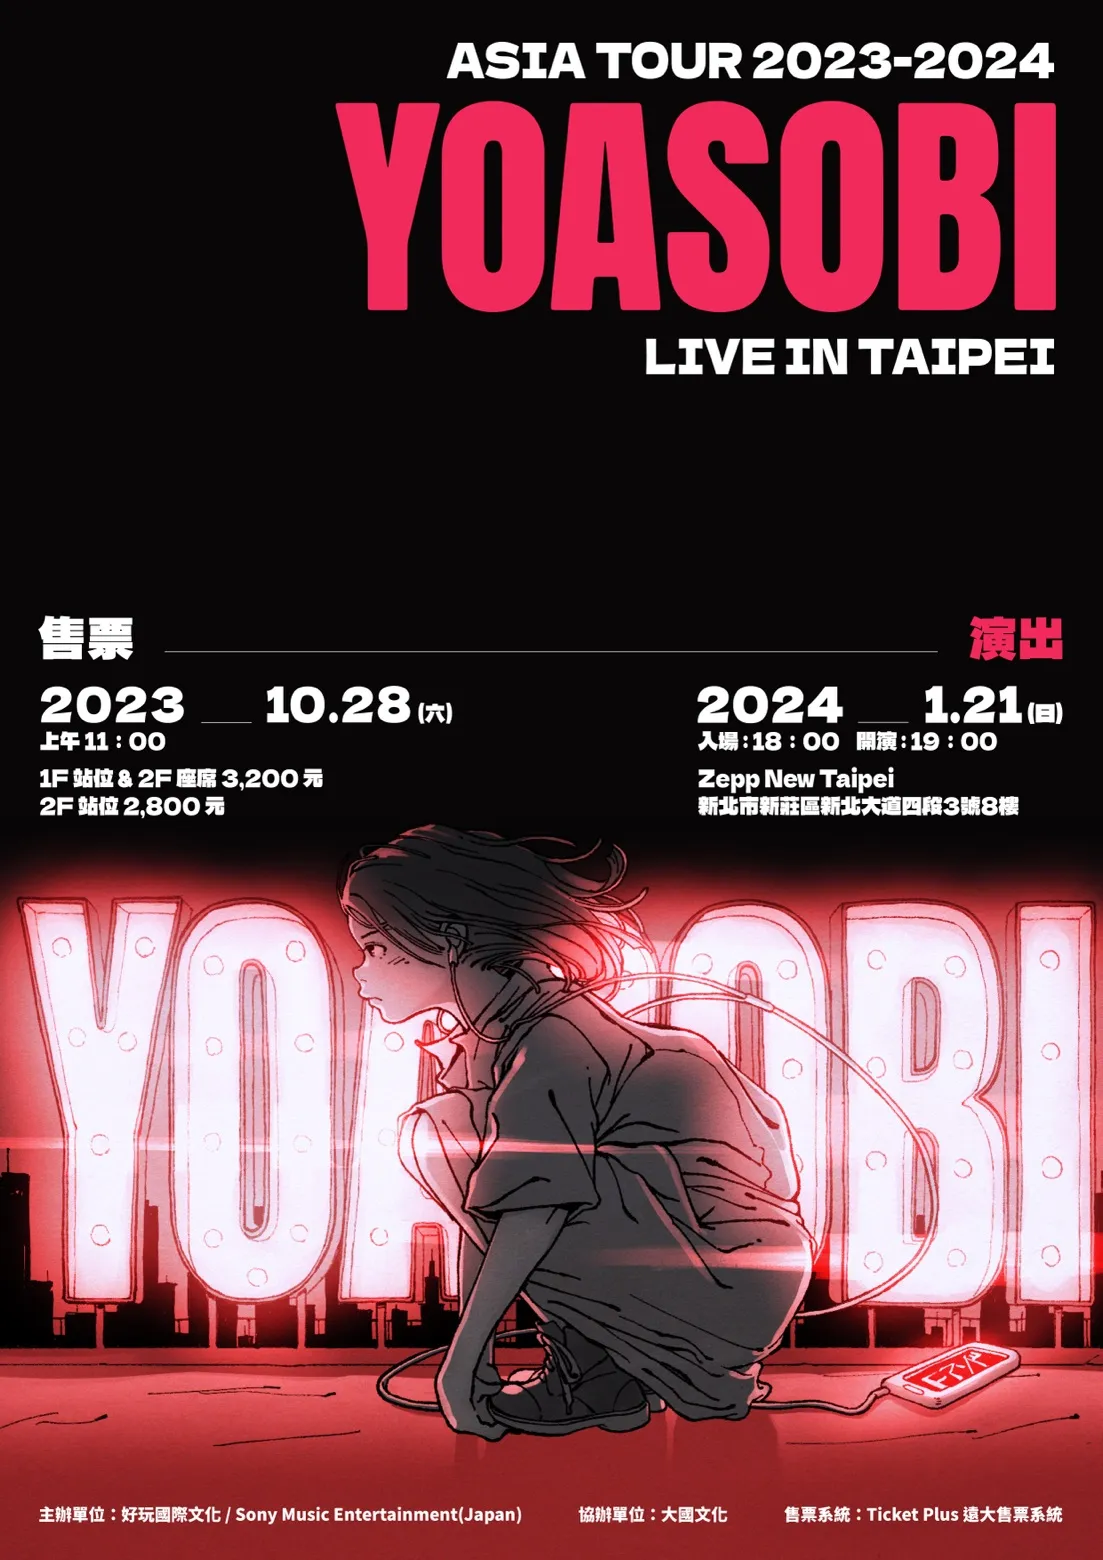 ASIA TOUR 2023-2024
YOASOBI
LIVE IN TAIPEI
售票
演出
2023 __ 10.28 (六)
上午 11：00
1F 站位 & 2F 座席 3,200 元
2F 站位 2,800 元
2024 __ 1.21 (日)
入場：18：00 開演：19：00
Zepp New Taipei
新北市新莊區新北大道四段3號8樓
YOASOBI
主辦單位：好玩國際文化 / Sony Music Entertainment(Japan)
協辦單位：大國文化
售票系統：Ticket Plus 遠大售票系統